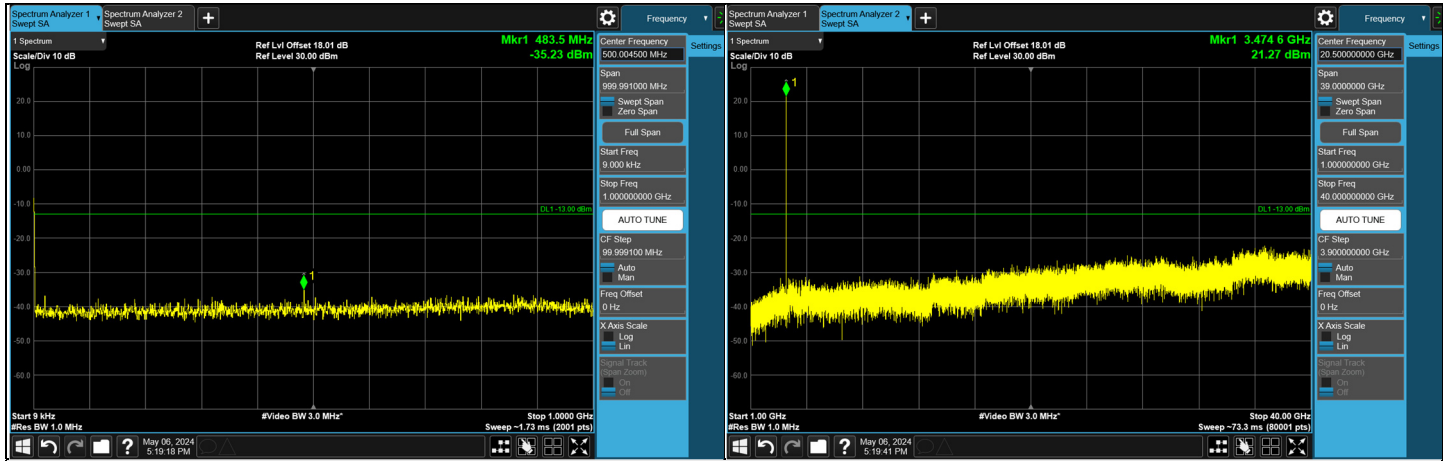 Spectrum Analyzer 1
Swept SA
Spectrum Analyzer 2
Swept SA
+
Frequency
1 Spectrum
Scale/Div 10 dB
Log
Ref Lvl Offset 18.01 dB
Ref Level 30.00 dBm
Mkr1 483.5 MHz
-35.23 dBm
20.0
10.0
0.00
-10.0
-20.0
-30.0
-40.0
-50.0
-60.0
DL1 -13.00 dBm
1
Start 9 kHz
#Res BW 1.0 MHz
#Video BW 3.0 MHz*
Stop 1.0000 GHz
Sweep ~1.73 ms (2001 pts)
Center Frequency
500.004500 MHz
Settings
Span
999.991000 MHz
Swept Span
Zero Span
Full Span
Start Freq
9.000 kHz
Stop Freq
1.000000000 GHz
AUTO TUNE
CF Step
99.999100 MHz
Auto
Man
Freq Offset
0 Hz
X Axis Scale
Log
Lin
Signal Track
(Span Zoom)
On
Off
?
May 06, 2024
5:19:18 PM
Spectrum Analyzer 1
Swept SA
Spectrum Analyzer 2
Swept SA
+
Frequency
1 Spectrum
Scale/Div 10 dB
Log
Ref Lvl Offset 18.01 dB
Ref Level 30.00 dBm
Mkr1 3.474 6 GHz
21.27 dBm
20.0
10.0
0.00
-10.0
-20.0
-30.0
-40.0
-50.0
-60.0
DL1 -13.00 dBm
1
Start 1.00 GHz
#Res BW 1.0 MHz
#Video BW 3.0 MHz*
Stop 40.00 GHz
Sweep ~73.3 ms (80001 pts)
Center Frequency
20.500000000 GHz
Settings
Span
39.0000000 GHz
Swept Span
Zero Span
Full Span
Start Freq
1.000000000 GHz
Stop Freq
40.000000000 GHz
AUTO TUNE
CF Step
3.900000000 GHz
Auto
Man
Freq Offset
0 Hz
X Axis Scale
Log
Lin
Signal Track
(Span Zoom)
On
Off
?
May 06, 2024
5:19:41 PM